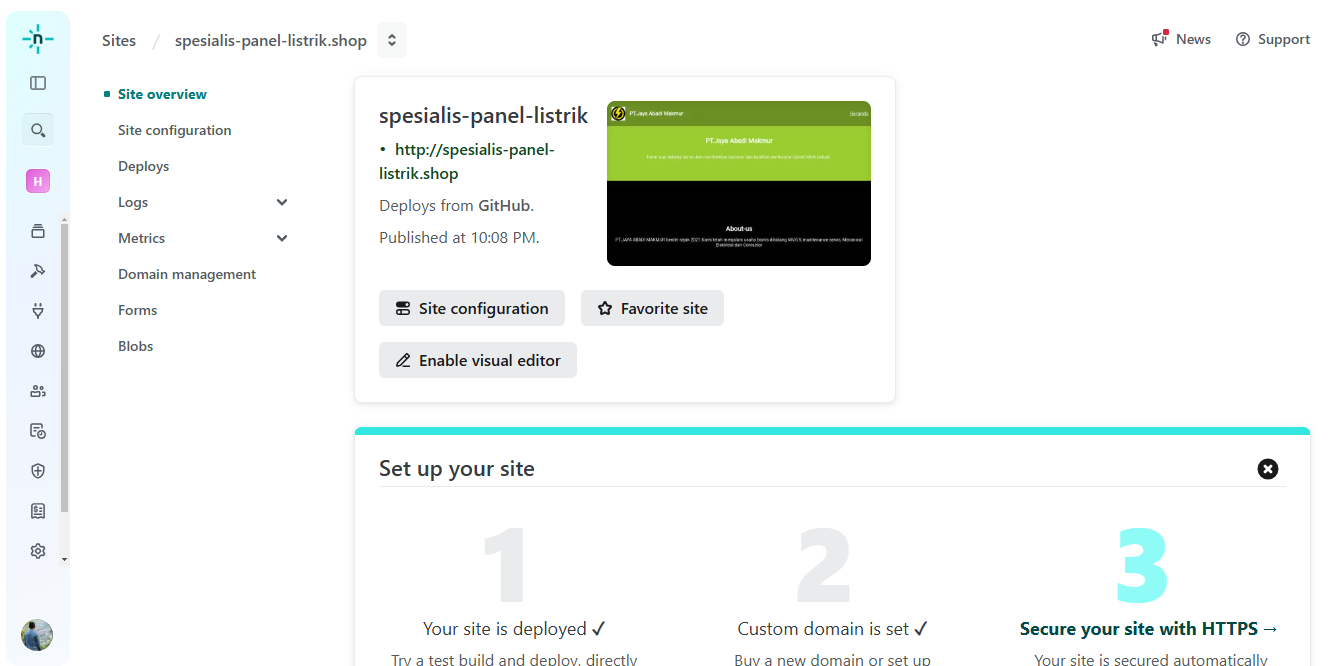 Sites / spesialis-panel-listrik.shop
News
Support
Site overview
Site configuration
Deploys
Logs
Metrics
Domain management
Forms
Blobs
H
spesialis-panel-listrik
• http://spesialis-panel-
listrik.shop
Deploys from GitHub.
Published at 10:08 PM.
PT.Jaya Abadi Makmur
Beranda
PT.Jaya Abadi Makmur
About-us
Site configuration
Favorite site
Enable visual editor
Set up your site
1
Your site is deployed ✓
Try a test build and deploy, directly
2
Custom domain is set ✓
Buy a new domain or set up
3
Secure your site with HTTPS →
Your site is secured automatically